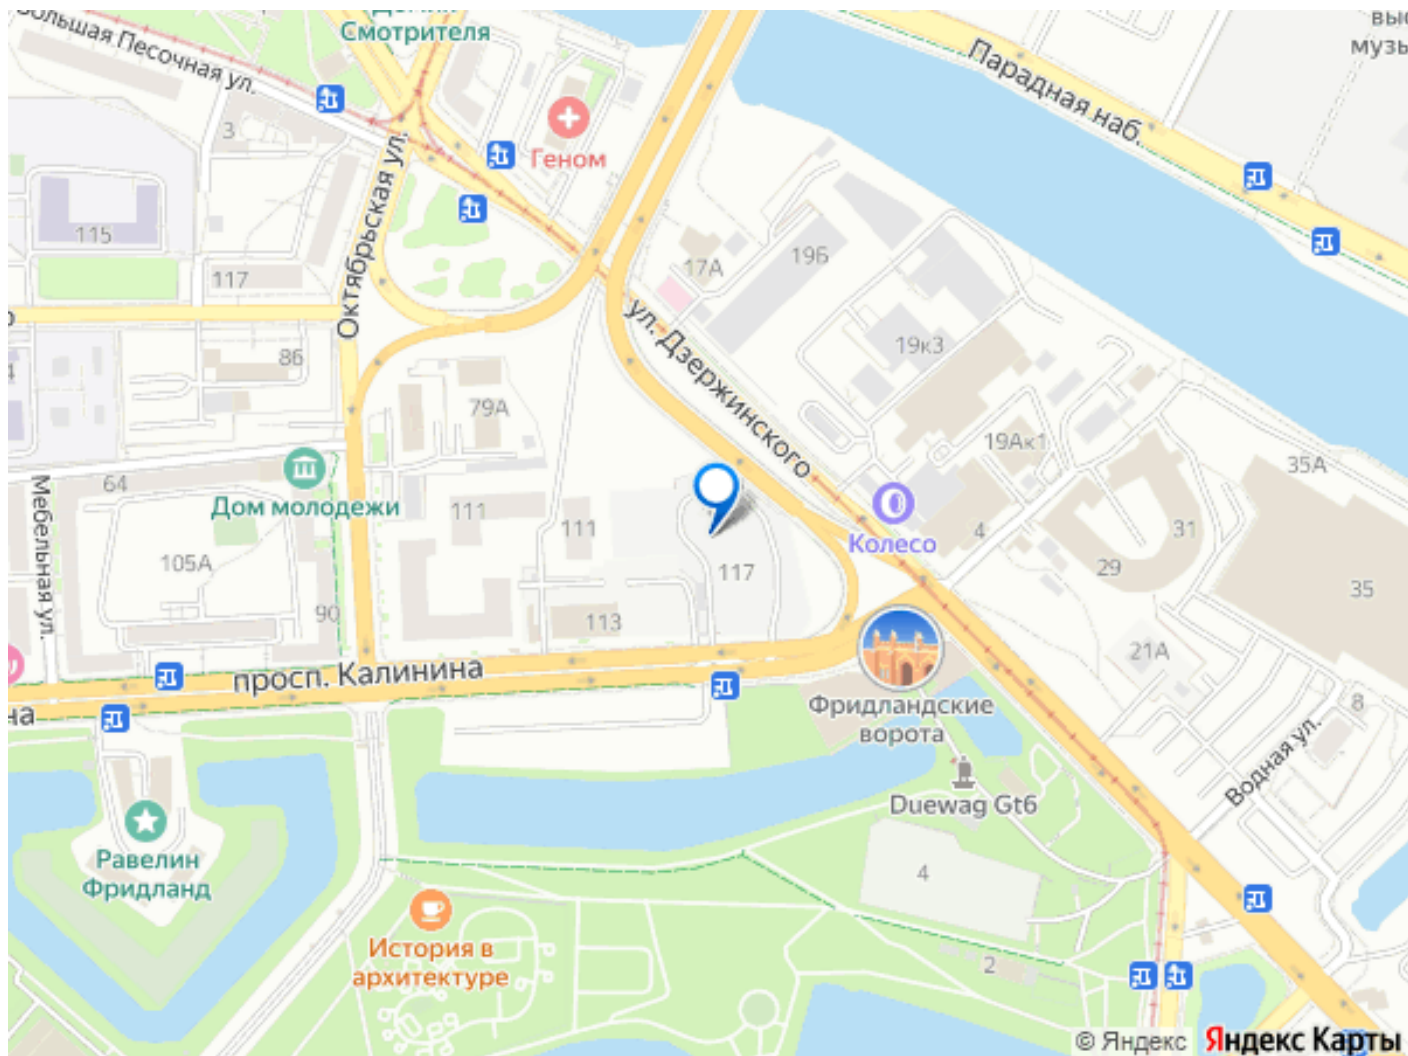 Домик
Смотрителя
Большая Песочная ул.
Парадная наб.
Геном
3
Октябрьская ул.
115
117
17А
19б
ул. Дзержинского
19к3
86
79А
19Ак1
35А
Мебельная ул.
64
Дом молодежи
111
111
Колесо
4
31
105А
117
29
35
90
113
21А
просп. Калинина
на
Фридландские
ворота
8
Водная ул.
Duewag Gt6
Равелин
Фридланд
4
История в
архитектуре
2
© Яндекс Яндекс Карты